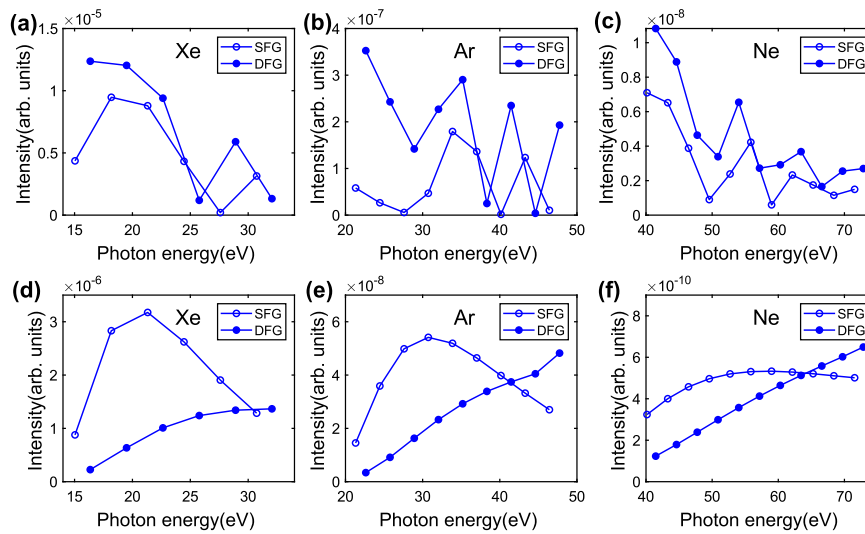 (a)
×10⁻⁵
Xe
SFG
DFG
Intensity(arb. units)
1.5
1
0.5
0
15 20 25 30
Photon energy(eV)
(b)
×10⁻⁷
Ar
SFG
DFG
Intensity(arb. units)
4
3
2
1
0
20 30 40 50
Photon energy(eV)
(c)
×10⁻⁸
Ne
SFG
DFG
Intensity(arb. units)
1
0.8
0.6
0.4
0.2
0
40 50 60 70
Photon energy(eV)
(d)
×10⁻⁶
Xe
SFG
DFG
Intensity(arb. units)
3
2
1
0
15 20 25 30
Photon energy(eV)
(e)
×10⁻⁸
Ar
SFG
DFG
Intensity(arb. units)
6
4
2
0
20 30 40 50
Photon energy(eV)
(f)
×10⁻¹⁰
Ne
SFG
DFG
Intensity(arb. units)
8
6
4
2
0
40 50 60 70
Photon energy(eV)